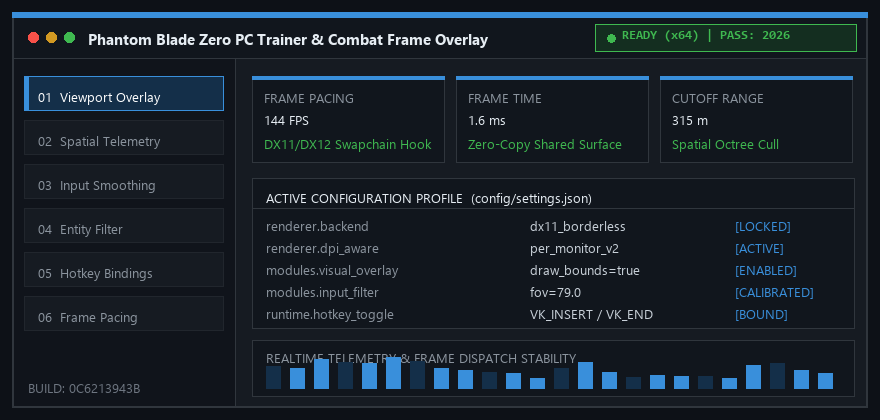 Phantom Blade Zero PC Trainer & Combat Frame Overlay
READY (x64) | PASS: 2026
01 Viewport Overlay
02 Spatial Telemetry
03 Input Smoothing
04 Entity Filter
05 Hotkey Bindings
06 Frame Pacing
BUILD: 0C6213943B
FRAME PACING
144 FPS
DX11/DX12 Swapchain Hook
FRAME TIME
1.6 ms
Zero-Copy Shared Surface
CUTOFF RANGE
315 m
Spatial Octree Cull
ACTIVE CONFIGURATION PROFILE (config/settings.json)
renderer.backend dx11_borderless [LOCKED]
renderer.dpi_aware per_monitor_v2 [ACTIVE]
modules.visual_overlay draw_bounds=true [ENABLED]
modules.input_filter fov=79.0 [CALIBRATED]
runtime.hotkey_toggle VK_INSERT / VK_END [BOUND]
REALTIME TELEMETRY & FRAME DISPATCH STABILITY